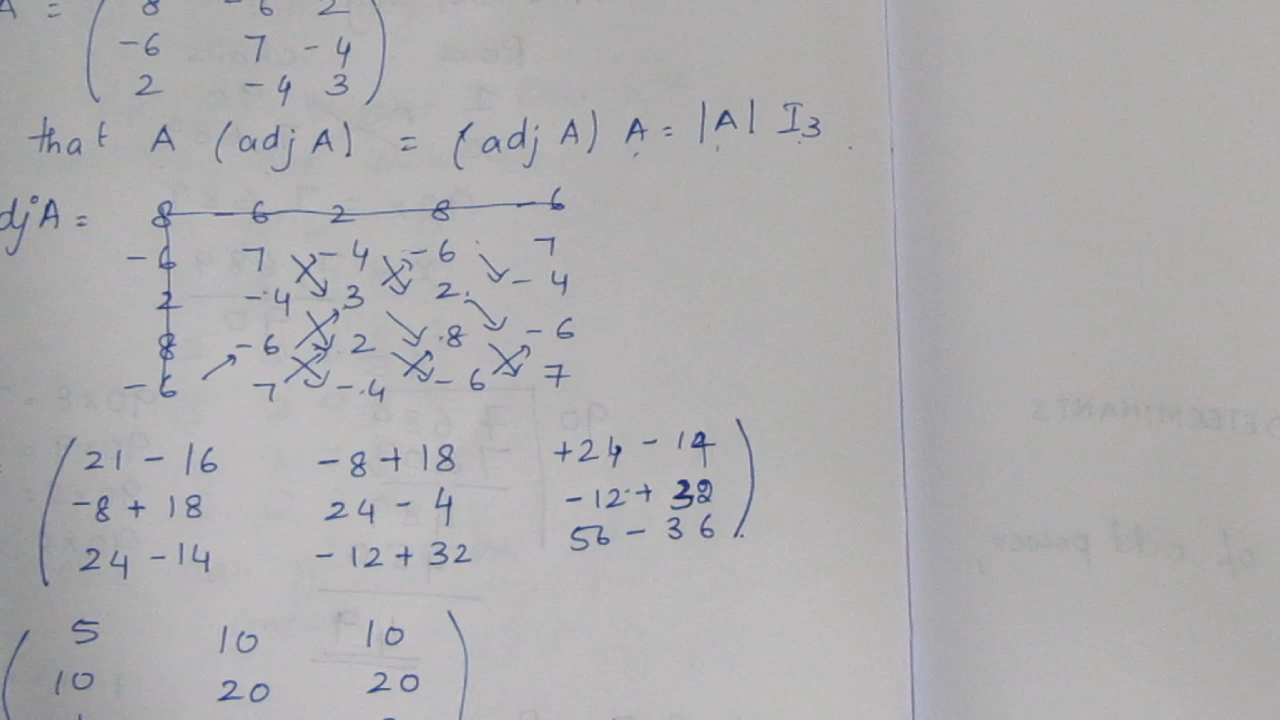 A = 8 -6 2
-6 7 -4
2 -4 3
that A (adj A) = (adj A) A = |A| I3
djA = 8 -6 2 8 -6
-6 7 -4 -6 7
2 -4 3 2 -4
8 -6 2 8 -6
-6 7 -4 -6 7
21 - 16 -8 + 18 +24 - 14
-8 + 18 24 - 4 -12 + 32
24 - 14 -12 + 32 56 - 36
5 10 10
10 20 20